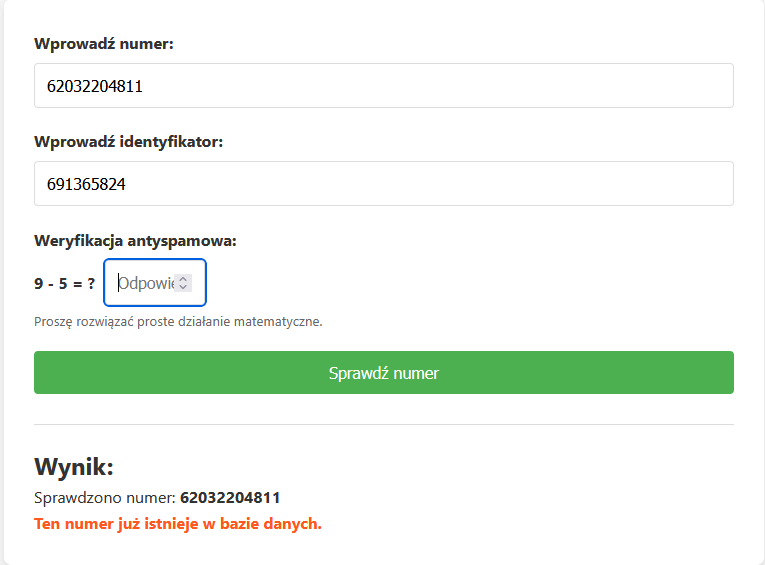 Wprowadź numer:
62032204811
Wprowadź identyfikator:
691365824
Weryfikacja antyspamowa:
9 - 5 = ? Odpowie
Proszę rozwiązać proste działanie matematyczne.
Sprawdź numer
Wynik:
Sprawdzono numer: 62032204811
Ten numer już istnieje w bazie danych.